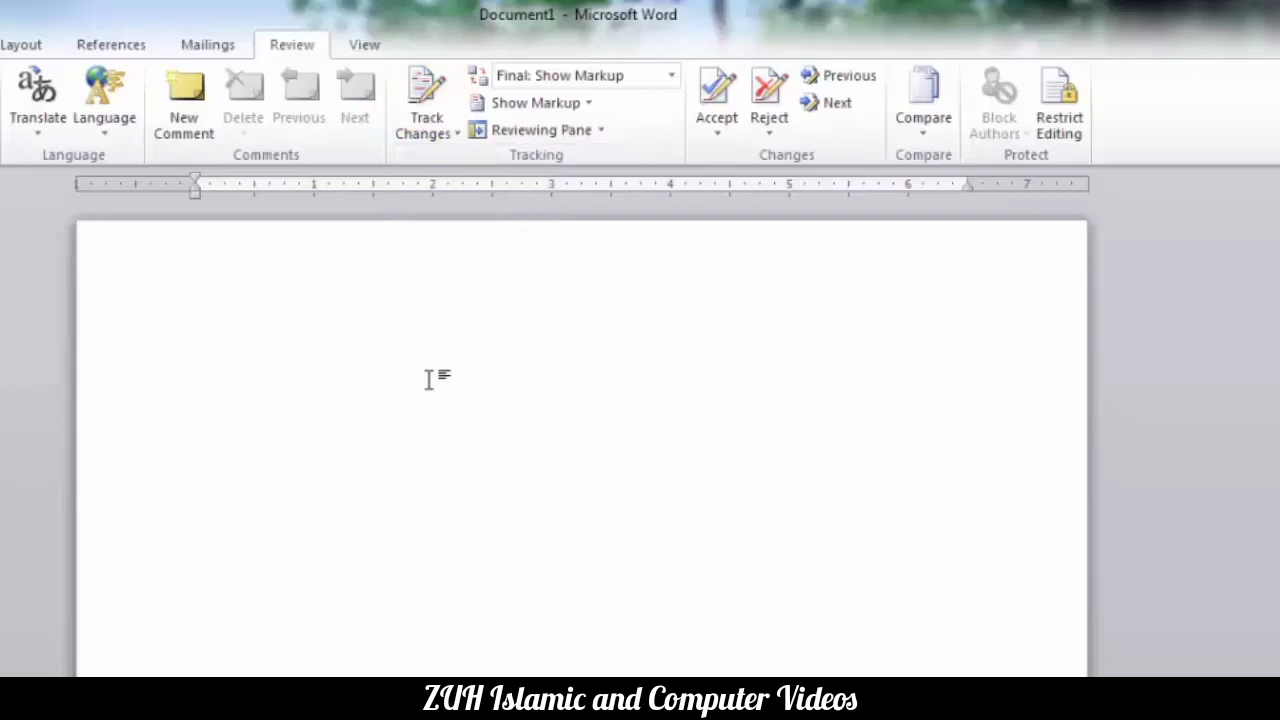 Document1 - Microsoft Word
Layout References Mailings Review View
Translate Language New Comment Delete Previous Next Track Changes Final: Show Markup Show Markup Reviewing Pane Accept Reject Previous Next Compare Block Authors Restrict Editing
Language Comments Tracking Changes Compare Protect
1 1 2 3 4 5 6 7
ZUH Islamic and Computer Videos